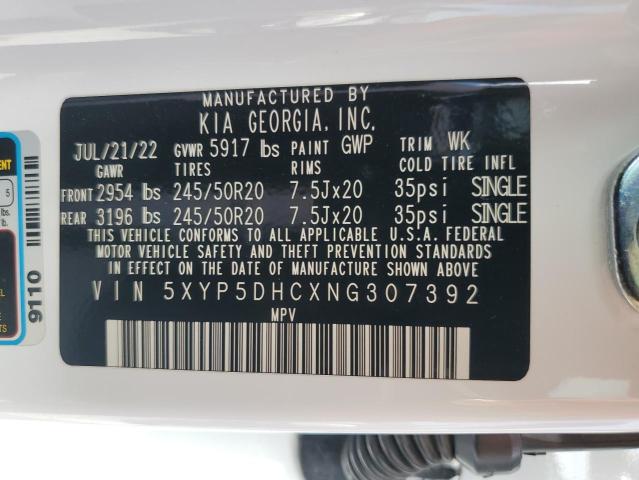 MANUFACTURED BY
KIA GEORGIA, INC.
JUL/21/22 GVWR 5917 lbs PAINT GWP TRIM WK
GAWR TIRES RIMS COLD TIRE INFL
FRONT 2954 lbs 245/50R20 7.5Jx20 35psi SINGLE
REAR 3196 lbs 245/50R20 7.5Jx20 35psi SINGLE
THIS VEHICLE CONFORMS TO ALL APPLICABLE U.S.A. FEDERAL
MOTOR VEHICLE SAFETY AND THEFT PREVENTION STANDARDS
IN EFFECT ON THE DATE OF MANUFACTURE SHOWN ABOVE.
VIN 5XYP5DHCXNG307392
MPV
5
lbs.
lb.
9110